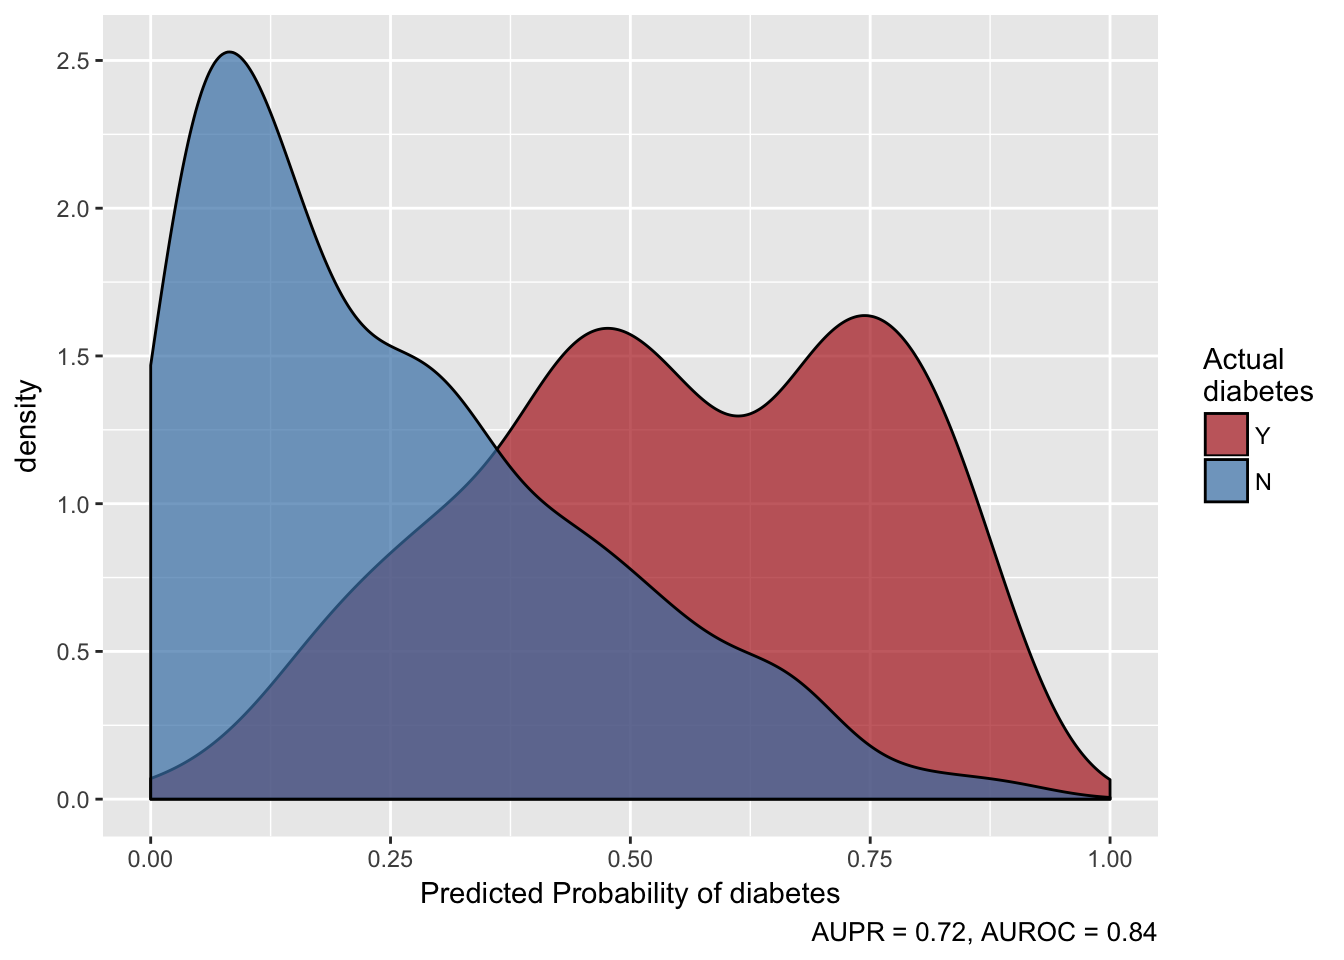 2.5
2.0
1.5
1.0
0.5
0.0
density
0.00 0.25 0.50 0.75 1.00
Predicted Probability of diabetes
AUPR = 0.72, AUROC = 0.84
Actual
diabetes
Y
N